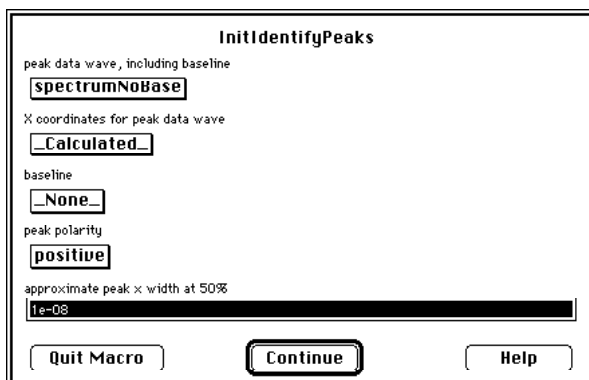 InitIdentifyPeaks
peak data wave, including baseline
spectrumNoBase
X coordinates for peak data wave
_Calculated_
baseline
_None_
peak polarity
positive
approximate peak x width at 50%
1e-08
Quit Macro
Continue
Help